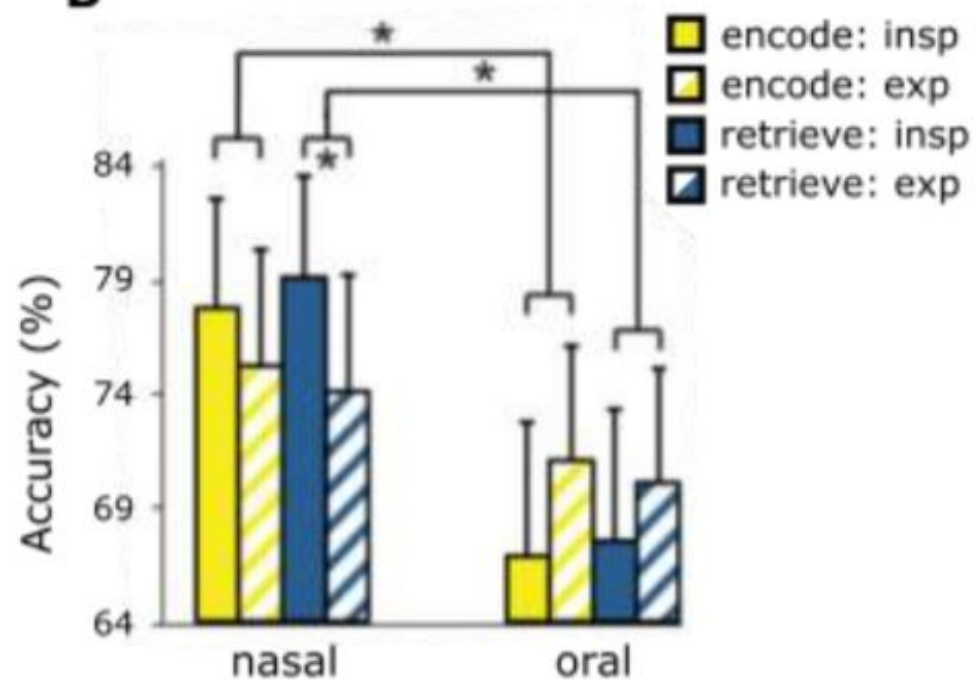 encode: insp
encode: exp
retrieve: insp
retrieve: exp
*
*
*
84
79
74
69
64
Accuracy (%)
nasal
oral